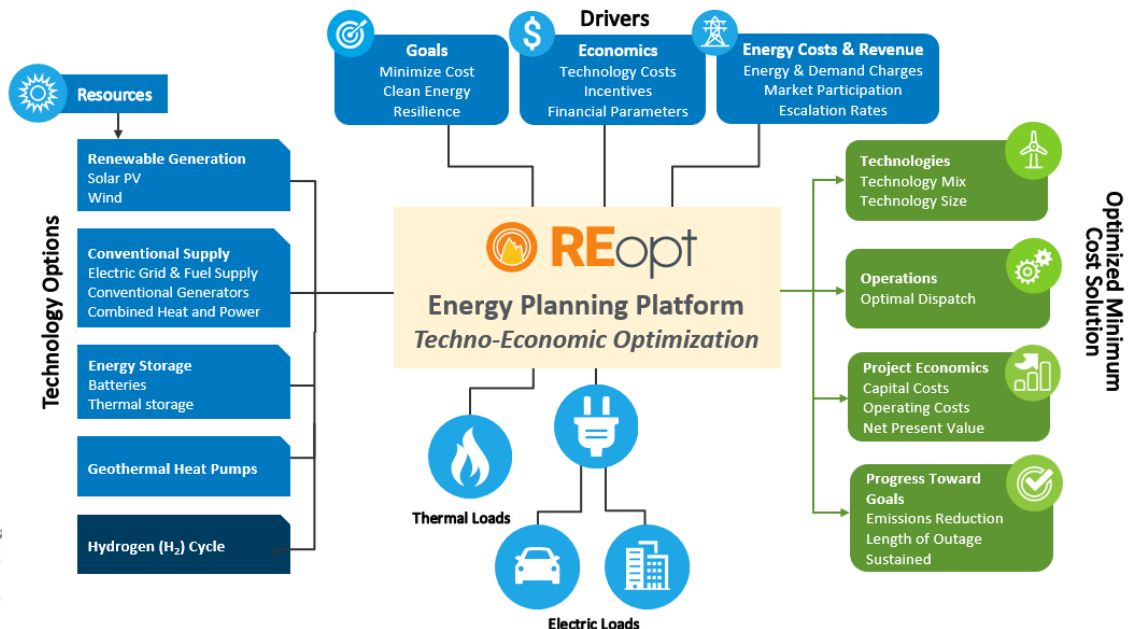 Drivers
Goals
Minimize Cost
Clean Energy
Resilience
$
Economics
Technology Costs
Incentives
Financial Parameters
Energy Costs & Revenue
Energy & Demand Charges
Market Participation
Escalation Rates
Resources
Technology Options
Renewable Generation
Solar PV
Wind
Conventional Supply
Electric Grid & Fuel Supply
Conventional Generators
Combined Heat and Power
Energy Storage
Batteries
Thermal storage
Geothermal Heat Pumps
Hydrogen (H₂) Cycle
REopt
Energy Planning Platform
Techno-Economic Optimization
Thermal Loads
Electric Loads
Technologies
Technology Mix
Technology Size
Operations
Optimal Dispatch
Project Economics
Capital Costs
Operating Costs
Net Present Value
Progress Toward
Goals
Emissions Reduction
Length of Outage
Sustained
Optimized Minimum
Cost Solution